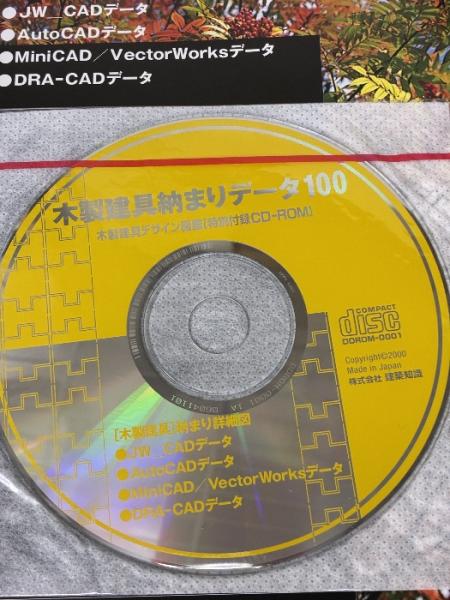 ●JW_CADデータ
●AutoCADデータ
●MiniCAD／VectorWorksデータ
●DRA-CADデータ
木製建具納まりデータ100
木製建具デザイン図鑑[特別付録CD-ROM]
COMPACT
disc
DOROM-0001
Copyright©2000
Made in Japan
株式会社 建築知識
[木製建具]納まり詳細図
●JW_CADデータ
●AutoCADデータ
●MiniCAD／VectorWorksデータ
●DRA-CADデータ